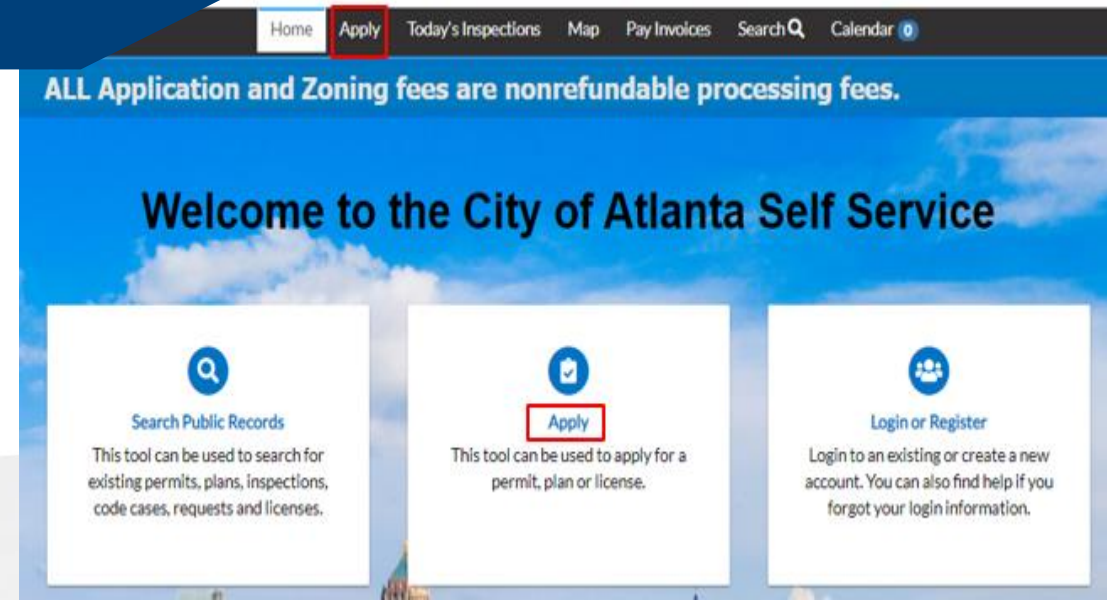 Home Apply Today's Inspections Map Pay Invoices Search Calendar 0
ALL Application and Zoning fees are nonrefundable processing fees.
Welcome to the City of Atlanta Self Service
Search Public Records
This tool can be used to search for
existing permits, plans, inspections,
code cases, requests and licenses.
Apply
This tool can be used to apply for a
permit, plan or license.
Login or Register
Login to an existing or create a new
account. You can also find help if you
forgot your login information.